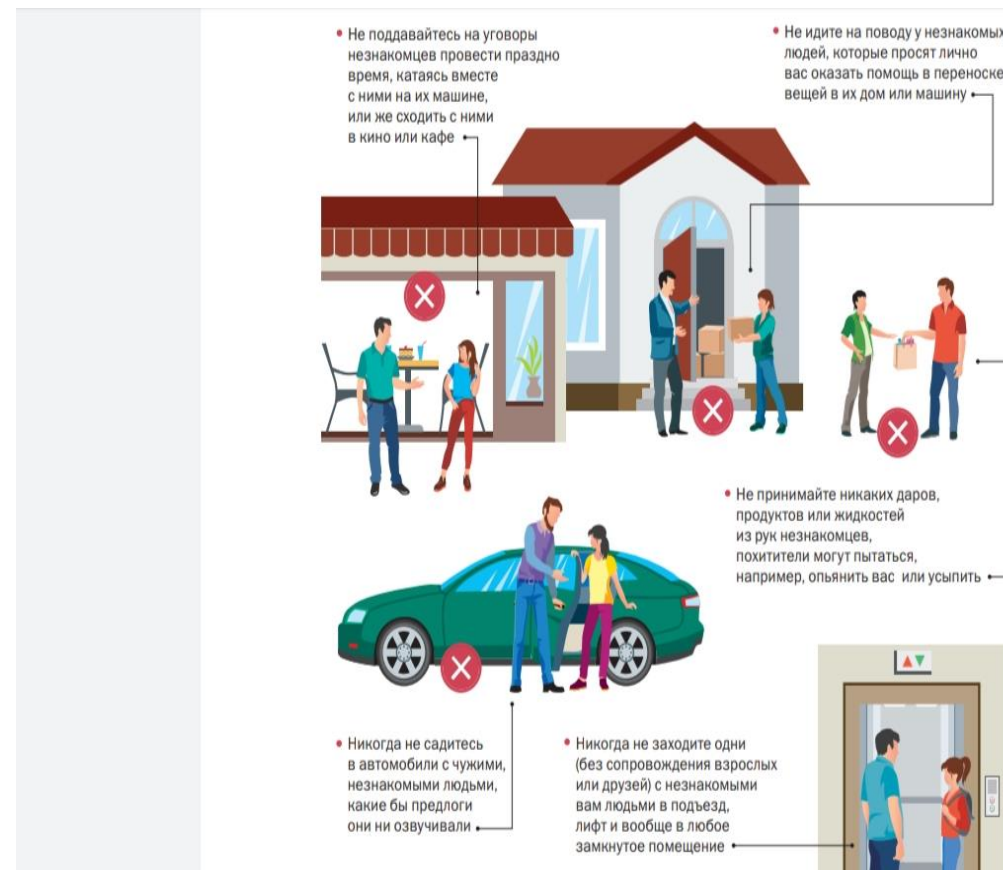 • Не поддавайтесь на уговоры
незнакомцев провести праздно
время, катаясь вместе
с ними на их машине,
или же сходить с ними
в кино или кафе
• Не идите на поводу у незнакомых
людей, которые просят лично
вас оказать помощь в переноске
вещей в их дом или машину
• Не принимайте никаких даров,
продуктов или жидкостей
из рук незнакомцев,
похитители могут пытаться,
например, опьянить вас или усыпить
• Никогда не садитесь
в автомобили с чужими,
незнакомыми людьми,
какие бы предлоги
они ни озвучивали
• Никогда не заходите одни
(без сопровождения взрослых
или друзей) с незнакомыми
вам людьми в подъезд,
лифт и вообще в любое
замкнутое помещение